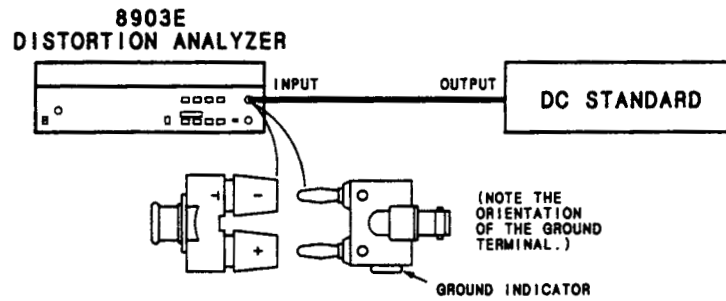 8903E
DISTORTION ANALYZER
INPUT
OUTPUT
DC STANDARD
-
+
(NOTE THE
ORIENTATION
OF THE GROUND
TERMINAL.)
GROUND INDICATOR